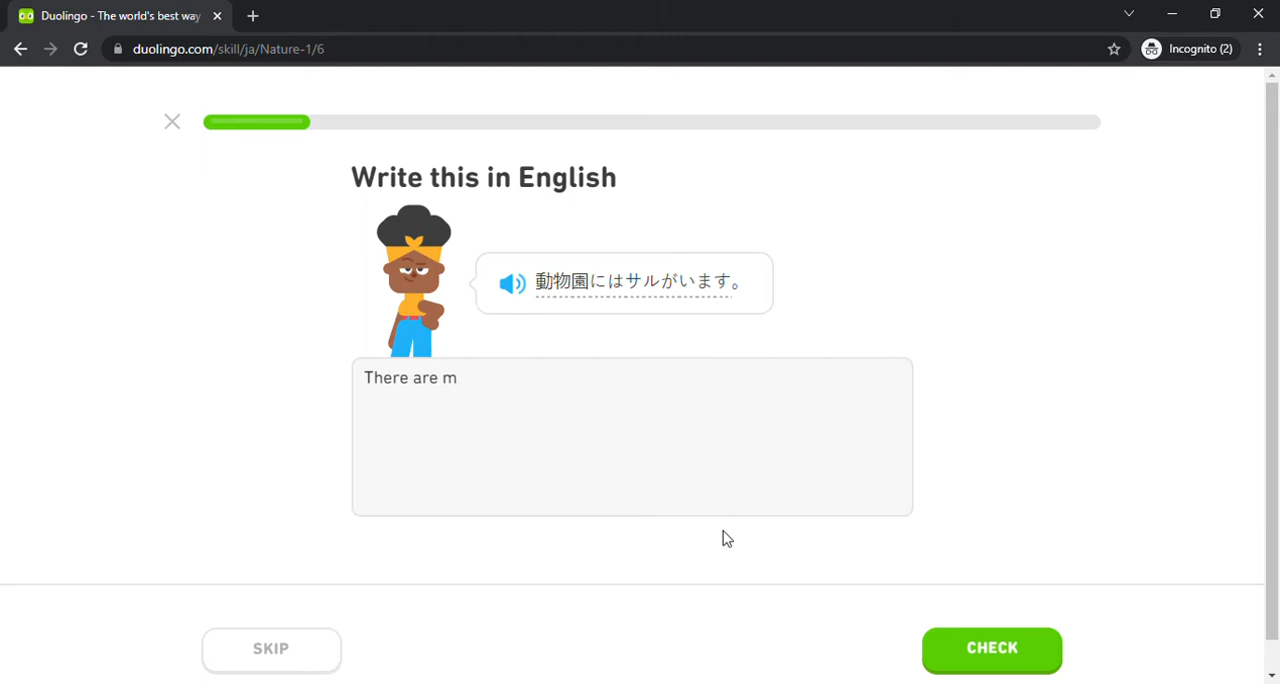 Duolingo - The world's best way
duolingo.com/skill/ja/Nature-1/6
Incognito (2)
Write this in English
動物園にはサルがいます。
There are m
SKIP
CHECK